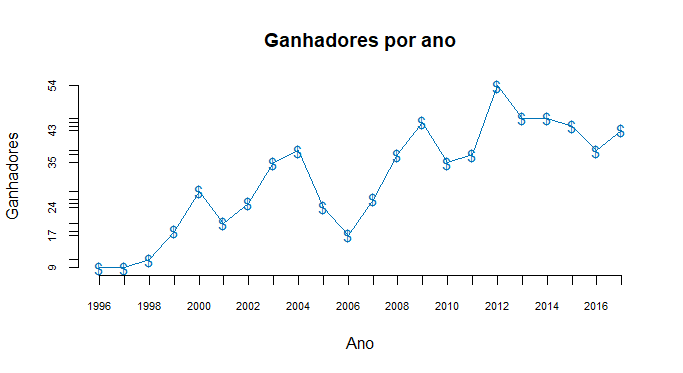 Ganhadores por ano
Ganhadores
54
43
35
24
17
9
$ $ $ $ $ $ $ $ $ $ $ $ $ $ $ $ $ $ $ $ $ $
1996 1998 2000 2002 2004 2006 2008 2010 2012 2014 2016
Ano